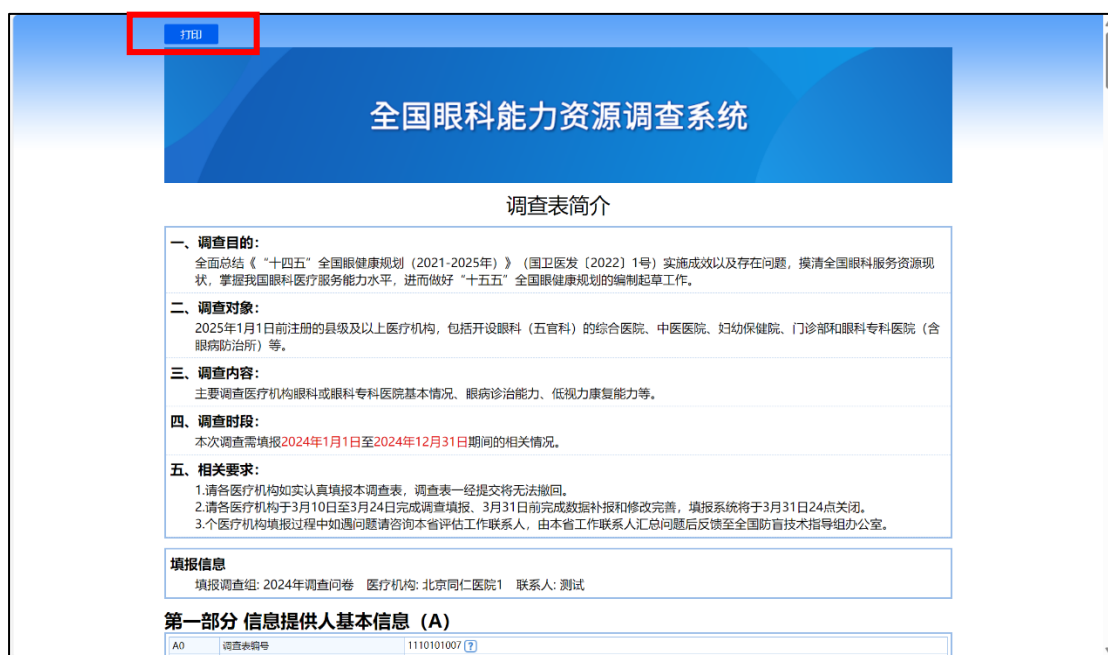 打印
全国眼科能力资源调查系统
调查表简介
一、调查目的：
全面总结《 “十四五”全国眼健康规划（2021-2025年）》（国卫医发〔2022〕1号）实施成效以及存在问题，摸清全国眼科服务资源现
状，掌握我国眼科医疗服务能力水平，进而做好“十五五”全国眼健康规划的编制起草工作。
二、调查对象：
2025年1月1日前注册的县级及以上医疗机构，包括开设眼科（五官科）的综合医院、中医医院、妇幼保健院、门诊部和眼科专科医院（含
眼病防治所）等。
三、调查内容：
主要调查医疗机构眼科或眼科专科医院基本情况、眼病诊治能力、低视力康复能力等。
四、调查时段：
本次调查需填报2024年1月1日至2024年12月31日期间的相关情况。
五、相关要求：
1.请各医疗机构如实认真填报本调查表，调查表一经提交将无法撤回。
2.请各医疗机构于3月10日至3月24日完成调查填报、3月31日前完成数据补报和修改完善，填报系统将于3月31日24点关闭。
3.个医疗机构填报过程中如遇问题请咨询本省评估工作联系人，由本省工作联系人汇总问题后反馈至全国防盲技术指导组办公室。
填报信息
填报调查组: 2024年调查问卷 医疗机构: 北京同仁医院1 联系人: 测试
第一部分 信息提供人基本信息（A）
A0 调查表编号 1110101007 ?